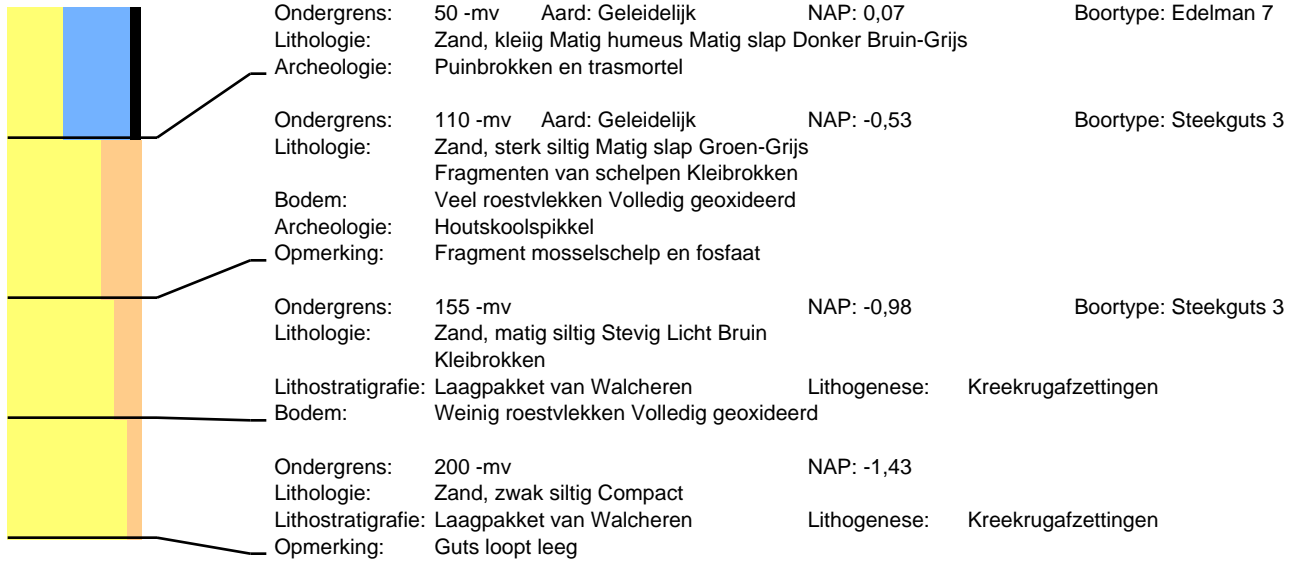 Ondergrens: 50 -mv Aard: Geleidelijk NAP: 0,07 Boortype: Edelman 7
Lithologie: Zand, kleiig Matig humeus Matig slap Donker Bruin-Grijs
Archeologie: Puinbrokken en trasmortel
Ondergrens: 110 -mv Aard: Geleidelijk NAP: -0,53 Boortype: Steekguts 3
Lithologie: Zand, sterk siltig Matig slap Groen-Grijs
Fragmenten van schelpen Kleibrokken
Bodem: Veel roestvlekken Volledig geoxideerd
Archeologie: Houtskoolspikkel
Opmerking: Fragment mosselschelp en fosfaat
Ondergrens: 155 -mv NAP: -0,98 Boortype: Steekguts 3
Lithologie: Zand, matig siltig Stevig Licht Bruin
Kleibrokken
Lithostratigrafie: Laagpakket van Walcheren Lithogenese: Kreekrugafzettingen
Bodem: Weinig roestvlekken Volledig geoxideerd
Ondergrens: 200 -mv NAP: -1,43
Lithologie: Zand, zwak siltig Compact
Lithostratigrafie: Laagpakket van Walcheren Lithogenese: Kreekrugafzettingen
Opmerking: Guts loopt leeg